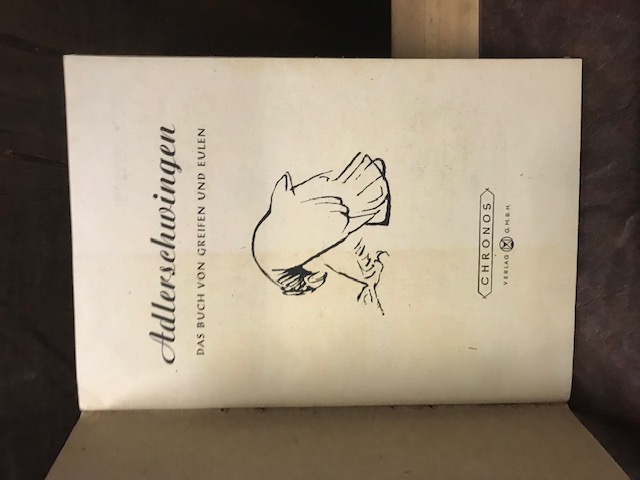 Adlerschwingen
DAS BUCH VON GREIFEN UND EULEN
CHRONOS
VERLAG G.M.B.H.